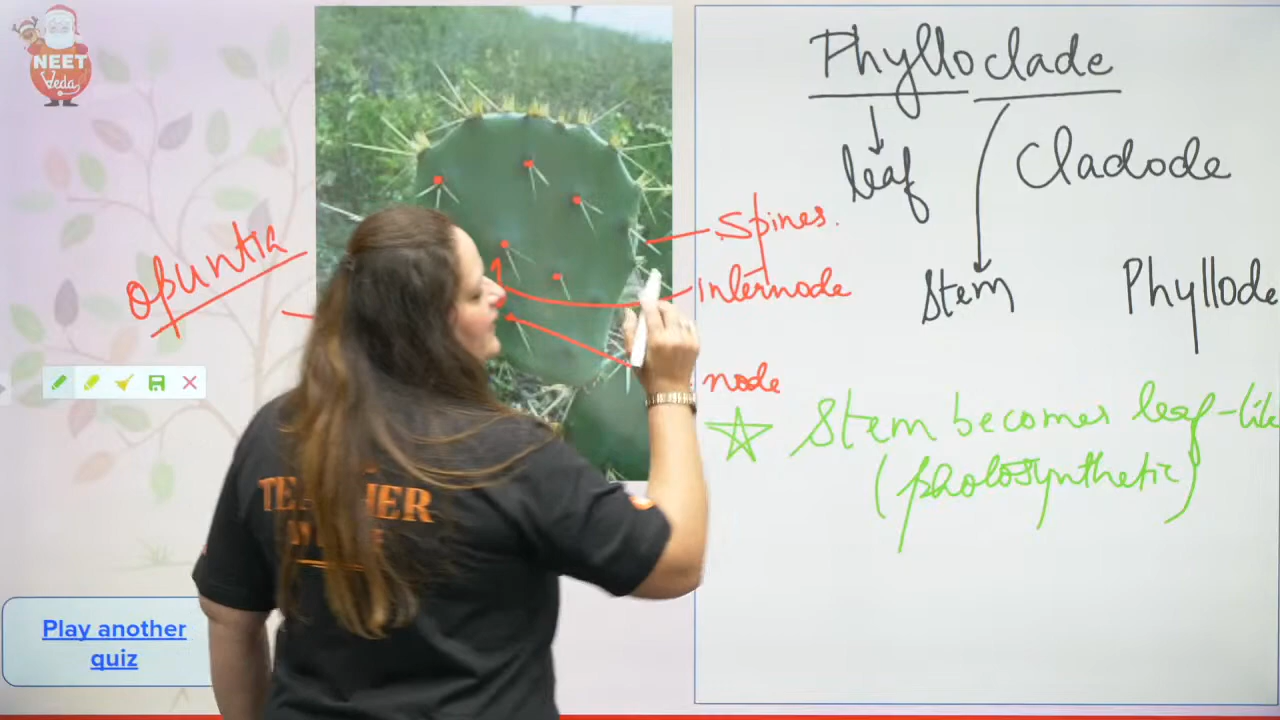 NEET
Veda
Phylloclade
leaf
Cladode
Stem
Phyllode
opuntia
Spines.
internode
node
Stem becomes leaf-like
(photosynthetic)
Play another
quiz